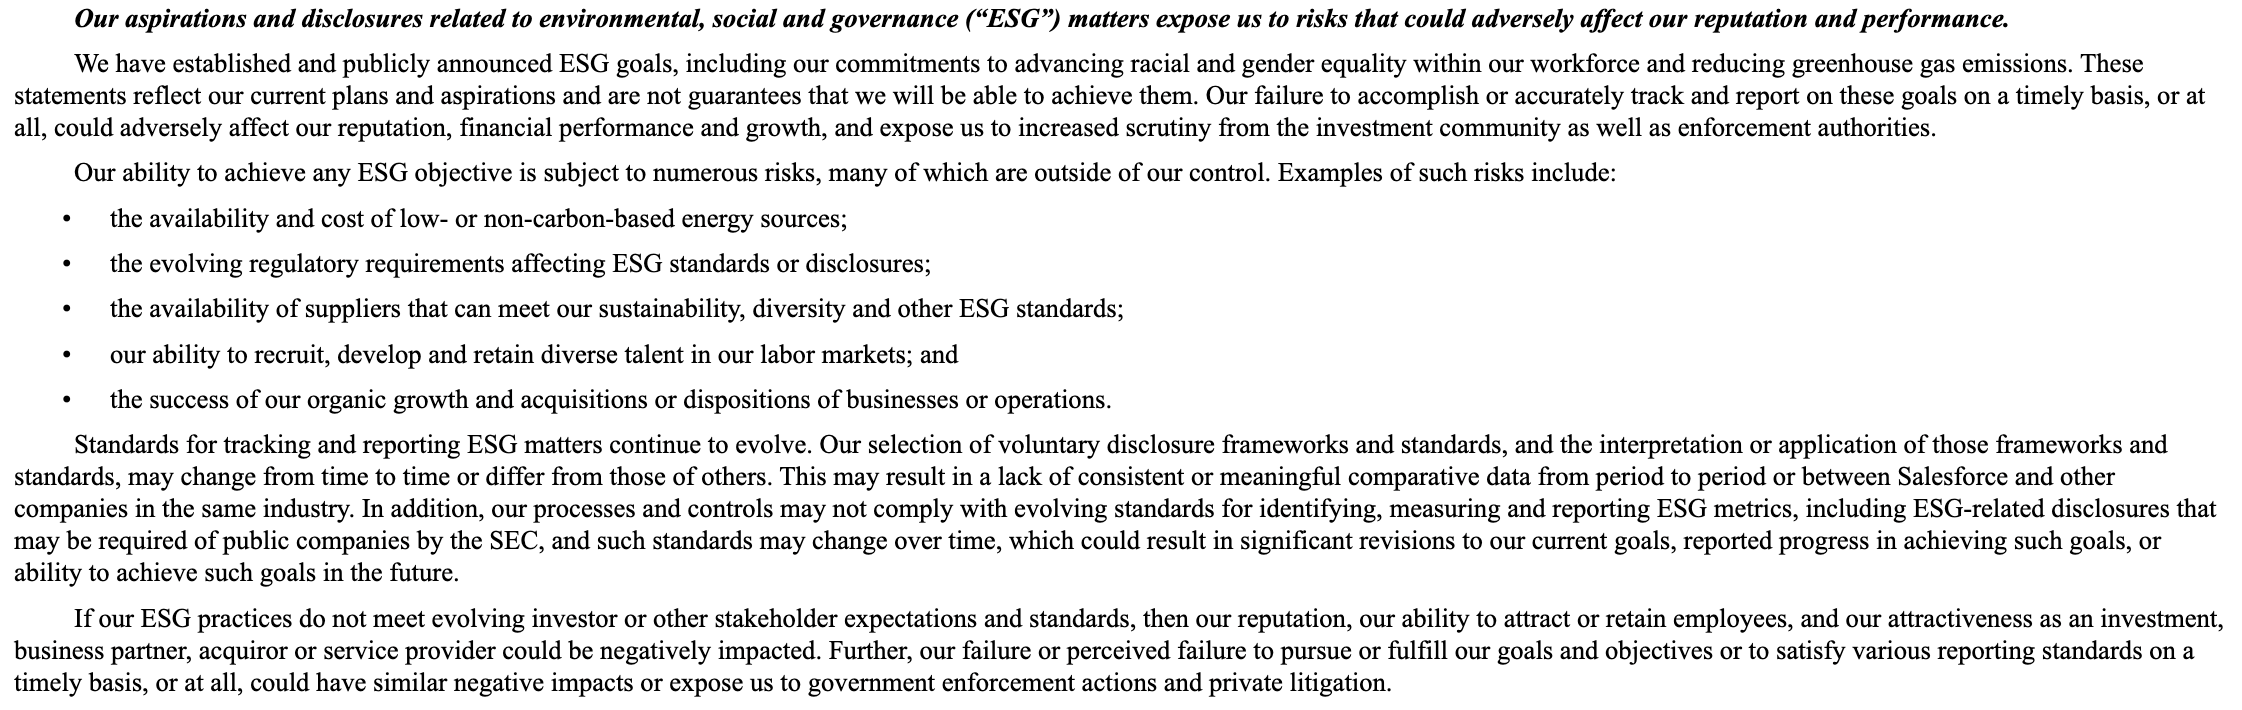 Our aspirations and disclosures related to environmental, social and governance (“ESG”) matters expose us to risks that could adversely affect our reputation and performance.
We have established and publicly announced ESG goals, including our commitments to advancing racial and gender equality within our workforce and reducing greenhouse gas emissions. These
statements reflect our current plans and aspirations and are not guarantees that we will be able to achieve them. Our failure to accomplish or accurately track and report on these goals on a timely basis, or at
all, could adversely affect our reputation, financial performance and growth, and expose us to increased scrutiny from the investment community as well as enforcement authorities.
Our ability to achieve any ESG objective is subject to numerous risks, many of which are outside of our control. Examples of such risks include:
• the availability and cost of low- or non-carbon-based energy sources;
• the evolving regulatory requirements affecting ESG standards or disclosures;
• the availability of suppliers that can meet our sustainability, diversity and other ESG standards;
• our ability to recruit, develop and retain diverse talent in our labor markets; and
• the success of our organic growth and acquisitions or dispositions of businesses or operations.
Standards for tracking and reporting ESG matters continue to evolve. Our selection of voluntary disclosure frameworks and standards, and the interpretation or application of those frameworks and
standards, may change from time to time or differ from those of others. This may result in a lack of consistent or meaningful comparative data from period to period or between Salesforce and other
companies in the same industry. In addition, our processes and controls may not comply with evolving standards for identifying, measuring and reporting ESG metrics, including ESG-related disclosures that
may be required of public companies by the SEC, and such standards may change over time, which could result in significant revisions to our current goals, reported progress in achieving such goals, or
ability to achieve such goals in the future.
If our ESG practices do not meet evolving investor or other stakeholder expectations and standards, then our reputation, our ability to attract or retain employees, and our attractiveness as an investment,
business partner, acquiror or service provider could be negatively impacted. Further, our failure or perceived failure to pursue or fulfill our goals and objectives or to satisfy various reporting standards on a
timely basis, or at all, could have similar negative impacts or expose us to government enforcement actions and private litigation.